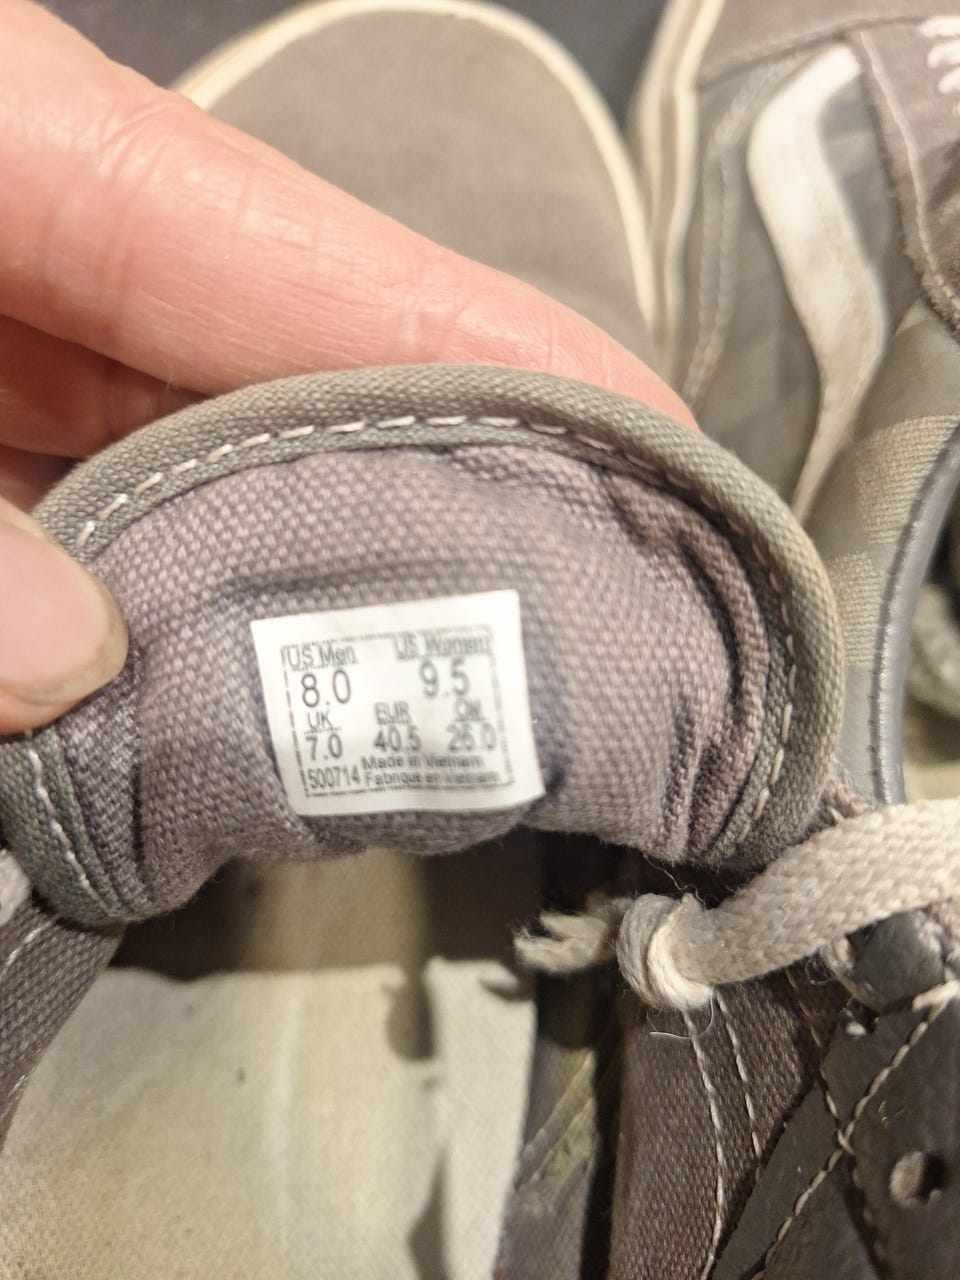 US Men US Women
8.0 9.5
UK EUR CM
7.0 40.5 26.0
500714 Made in Vietnam
Fabriqué en Vietnam